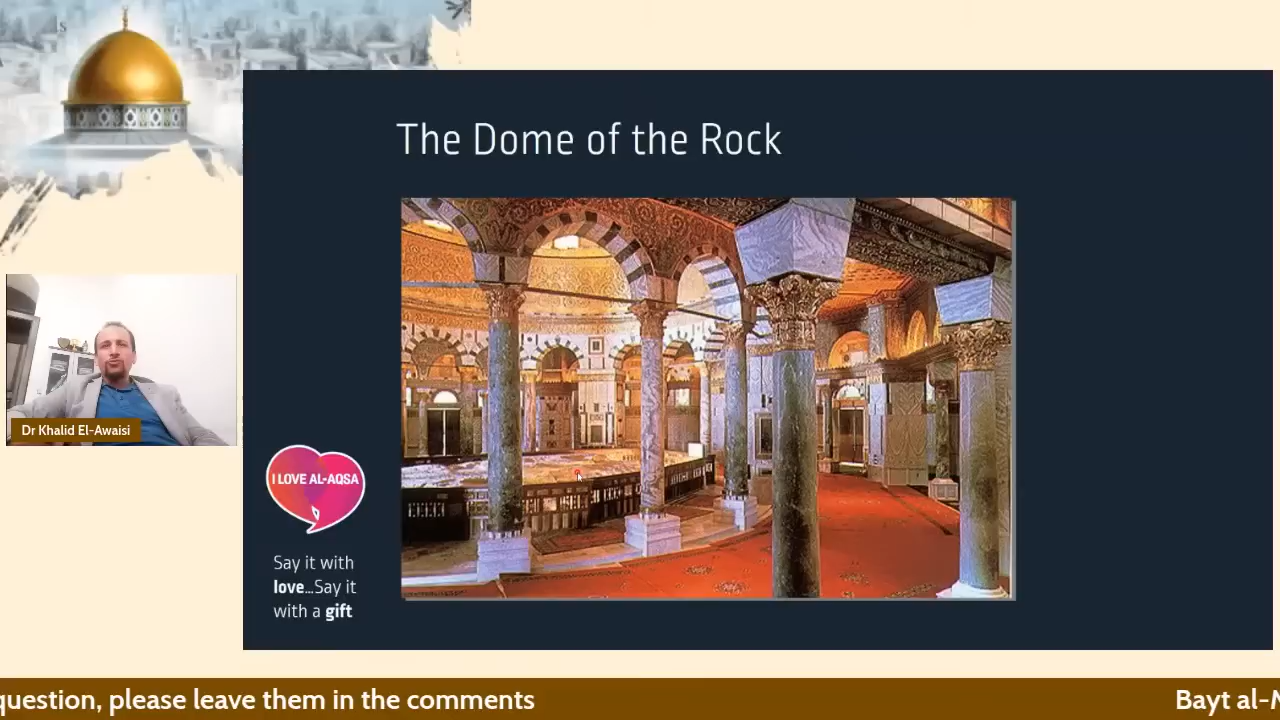 The Dome of the Rock
Dr Khalid El-Awaisi
I LOVE AL-AQSA
Say it with
love...Say it
with a gift
question, please leave them in the comments
Bayt al-